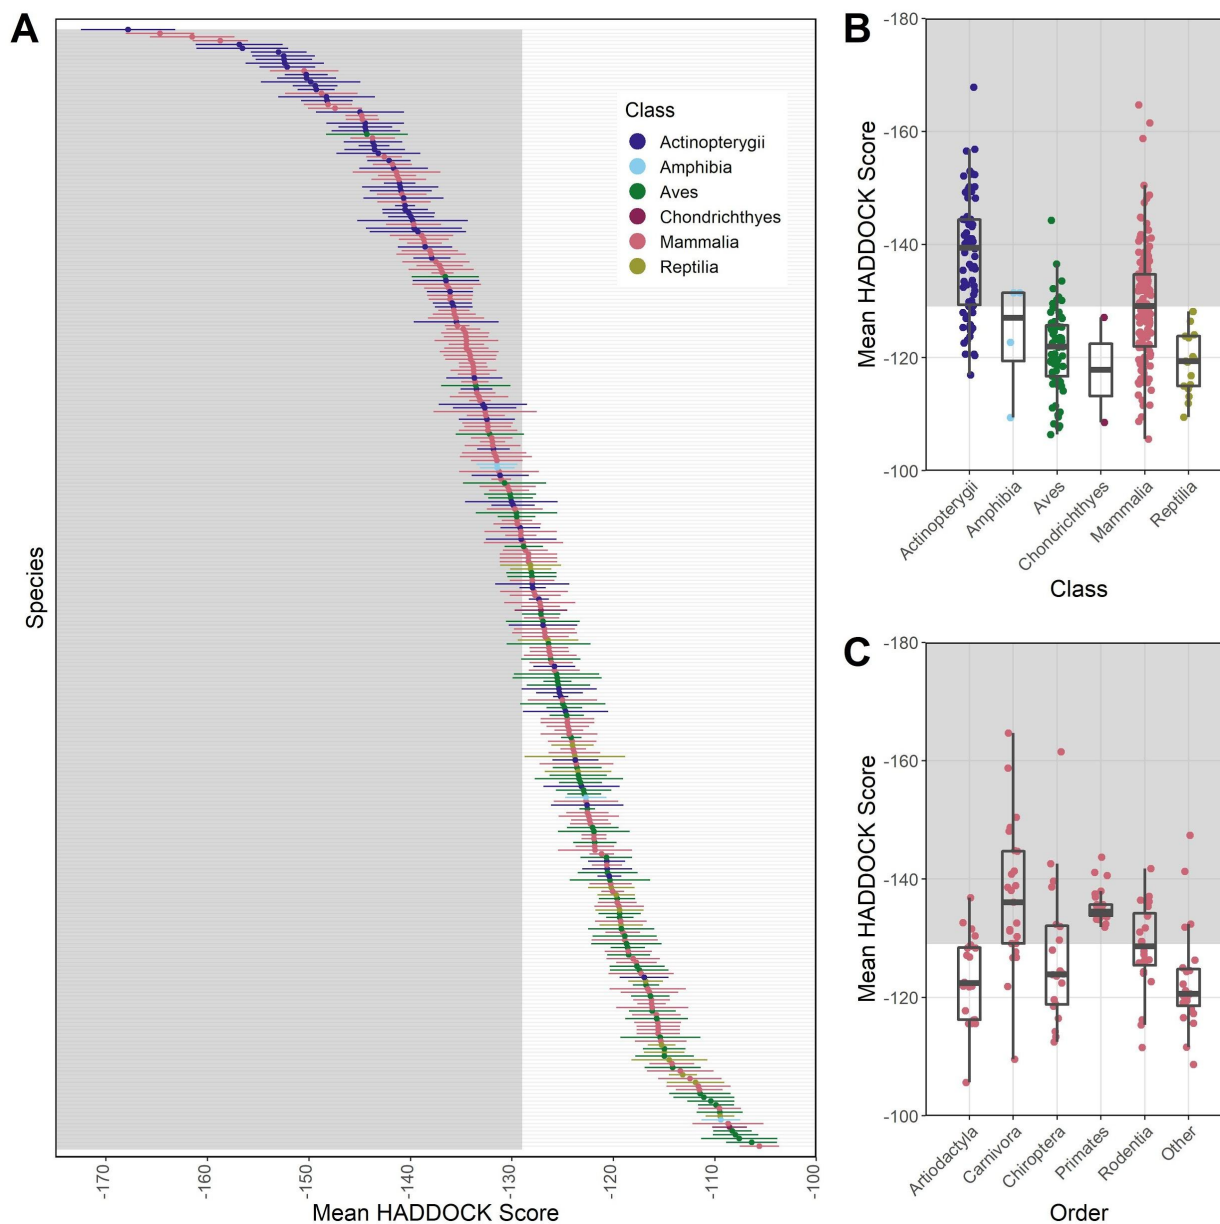 A
Species
Class
Actinopterygii
Amphibia
Aves
Chondrichthyes
Mammalia
Reptilia
-170
-160
-150
-140
-130
-120
-110
-100
Mean HADDOCK Score
B
Mean HADDOCK Score
-180
-160
-140
-120
-100
Actinopterygii
Amphibia
Aves
Chondrichthyes
Mammalia
Reptilia
Class
C
Mean HADDOCK Score
-180
-160
-140
-120
-100
Artiodactyla
Carnivora
Chiroptera
Primates
Rodentia
Other
Order